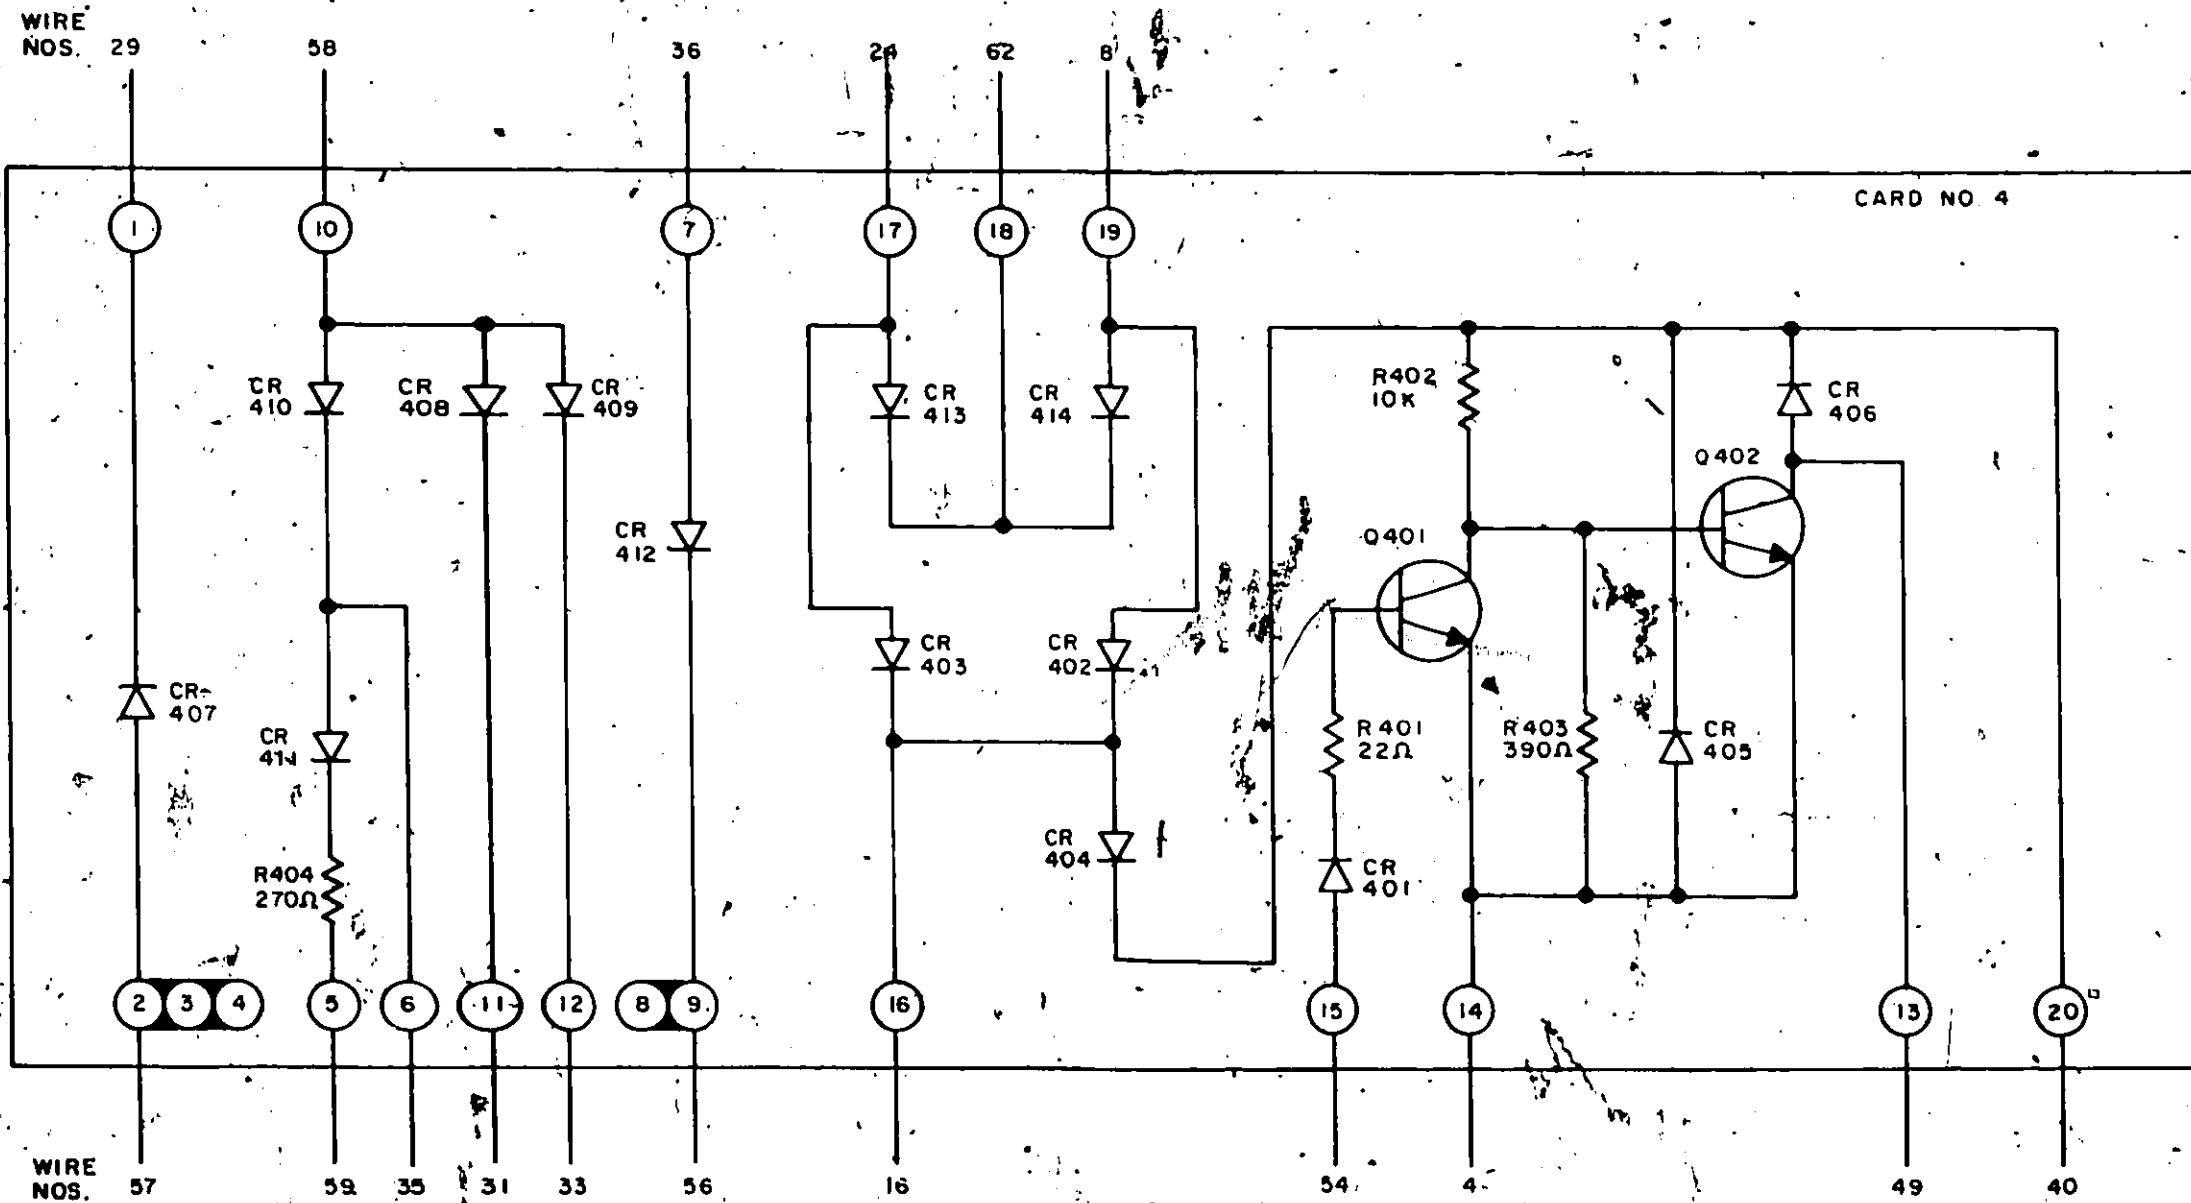 WIRE
NOS. 29 58 36 24 62 8
CARD NO. 4
1 10 7 17 18 19
CR
410
CR
408
CR
409
CR
413
CR
414
R402
10K
CR
406
Q402
CR
412
Q401
CR
403
CR
402
CR
407
CR
R401
22Ω
R403
390Ω
CR
405
CR
404
R404
270Ω
CR
401
2 3 4 5 6 11 12 8 9 16 15 14 13 20
WIRE
NOS. 57 59 35 31 33 56 16 54 4 49 40